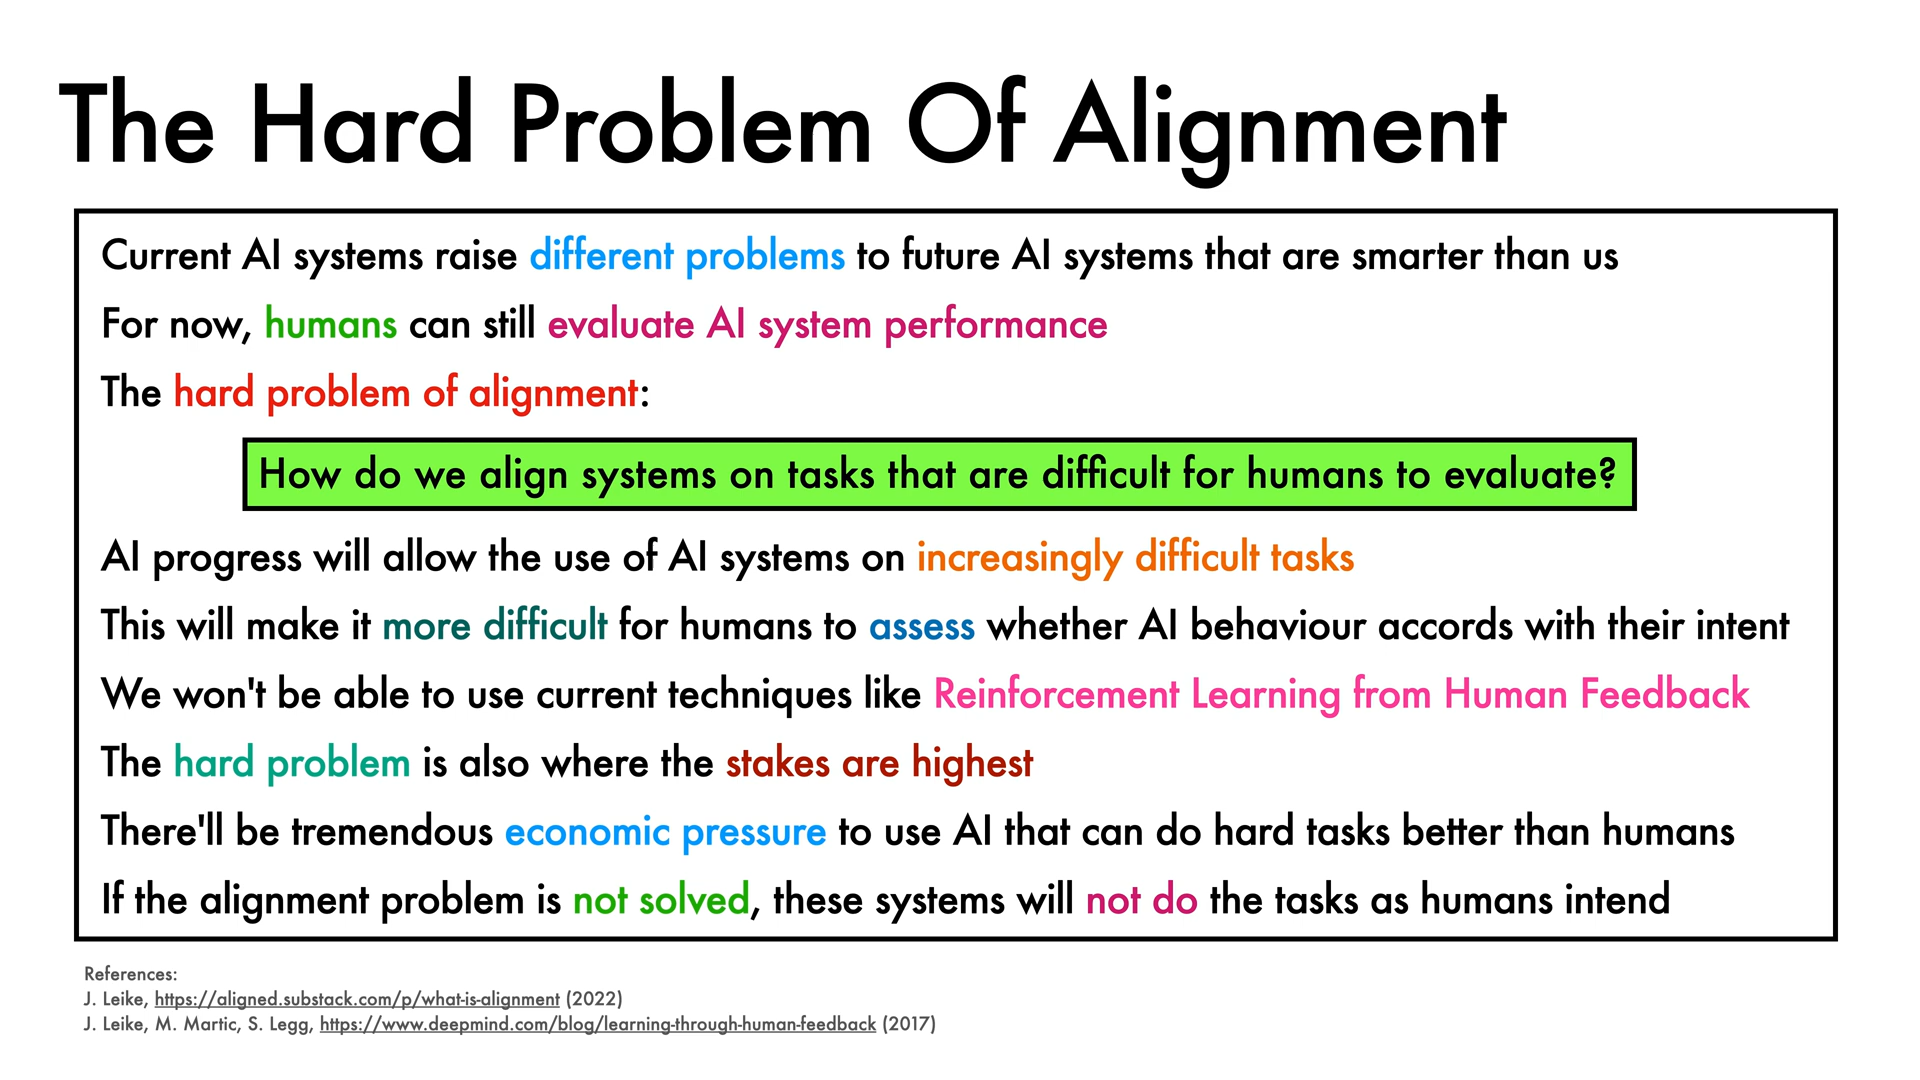 The Hard Problem Of Alignment
Current AI systems raise different problems to future AI systems that are smarter than us
For now, humans can still evaluate AI system performance
The hard problem of alignment:
How do we align systems on tasks that are difficult for humans to evaluate?
AI progress will allow the use of AI systems on increasingly difficult tasks
This will make it more difficult for humans to assess whether AI behaviour accords with their intent
We won't be able to use current techniques like Reinforcement Learning from Human Feedback
The hard problem is also where the stakes are highest
There'll be tremendous economic pressure to use AI that can do hard tasks better than humans
If the alignment problem is not solved, these systems will not do the tasks as humans intend
References:
J. Leike, https://aligned.substack.com/p/what-is-alignment (2022)
J. Leike, M. Martic, S. Legg, https://www.deepmind.com/blog/learning-through-human-feedback (2017)